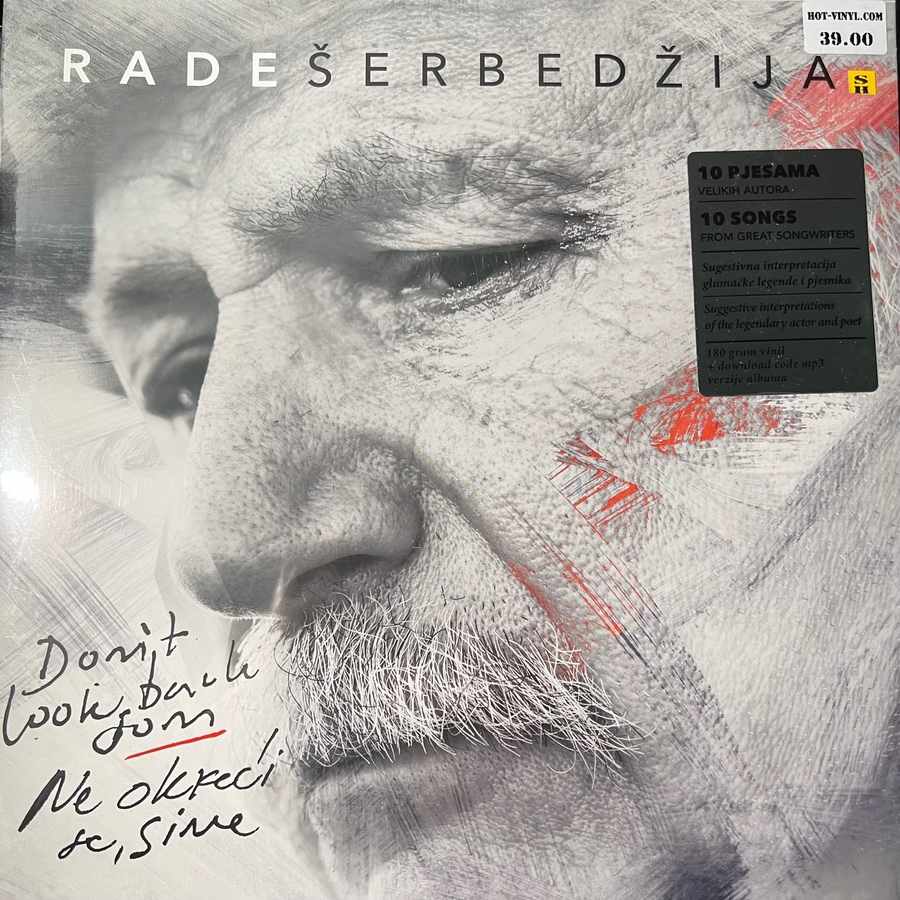 HOT-VINYL.COM
39.00
RADE ŠERBEDŽIJA
SH
10 PJESAMA
VELIKIH AUTORA
10 SONGS
FROM GREAT SONGWRITERS
Sugestivna interpretacija
glumačke legende i pjesnika
Suggestive interpretations
of the legendary actor and poet
180 gram vinil
+ download code mp3
verzije albuma
Don't
look back
son
Ne okreći
se, sine